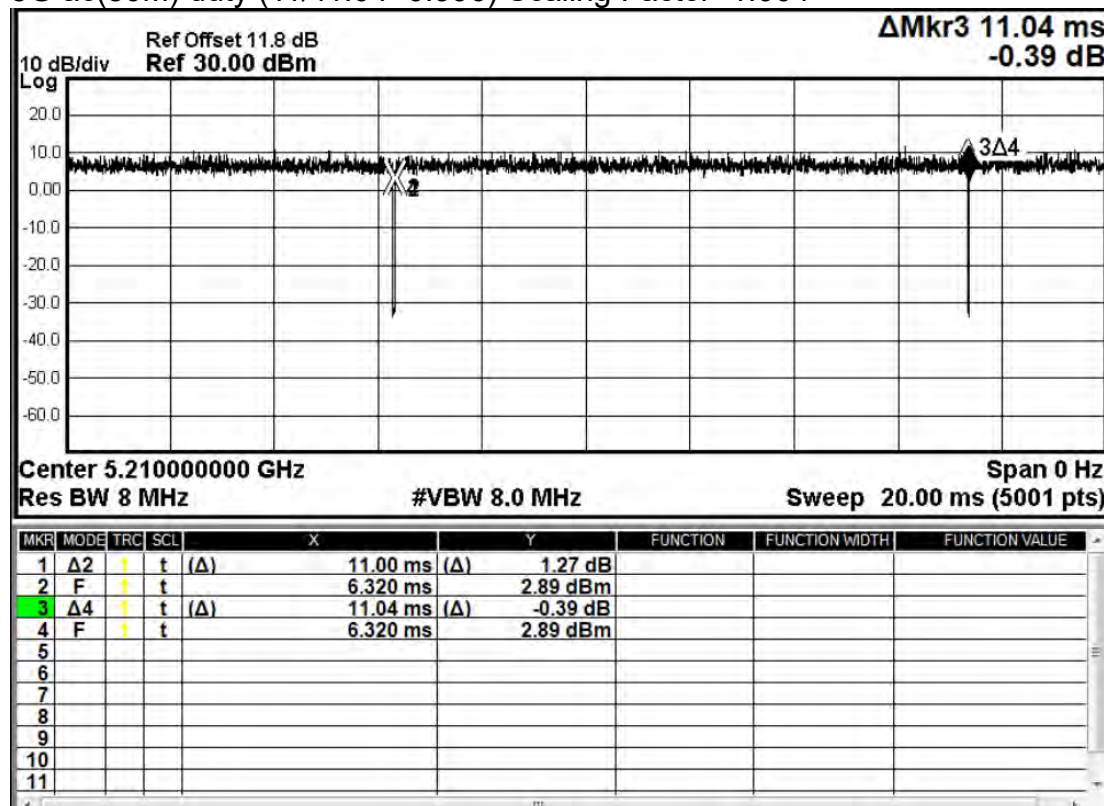 Ref Offset 11.8 dB
ΔMkr3 11.04 ms
10 dB/div Ref 30.00 dBm
-0.39 dB
Log
20.0
10.0
3Δ4
0.00
2
-10.0
-20.0
-30.0
-40.0
-50.0
-60.0
Center 5.210000000 GHz Span 0 Hz
Res BW 8 MHz #VBW 8.0 MHz Sweep 20.00 ms (5001 pts)
MKR MODE TRC SCL X Y FUNCTION FUNCTION WIDTH FUNCTION VALUE
1 Δ2 1 t (Δ) 11.00 ms (Δ) 1.27 dB
2 F 1 t 6.320 ms 2.89 dBm
3 Δ4 1 t (Δ) 11.04 ms (Δ) -0.39 dB
4 F 1 t 6.320 ms 2.89 dBm
5
6
7
8
9
10
11